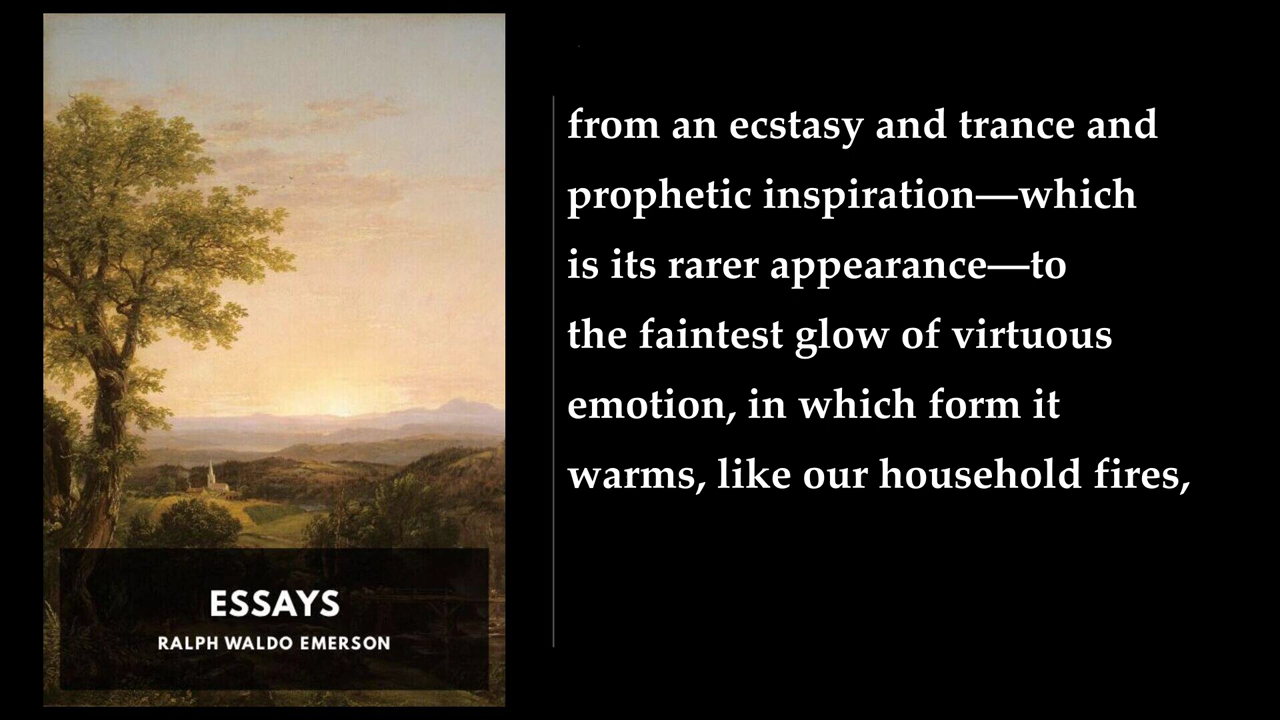 from an ecstasy and trance and
prophetic inspiration—which
is its rarer appearance—to
the faintest glow of virtuous
emotion, in which form it
warms, like our household fires,
ESSAYS
RALPH WALDO EMERSON